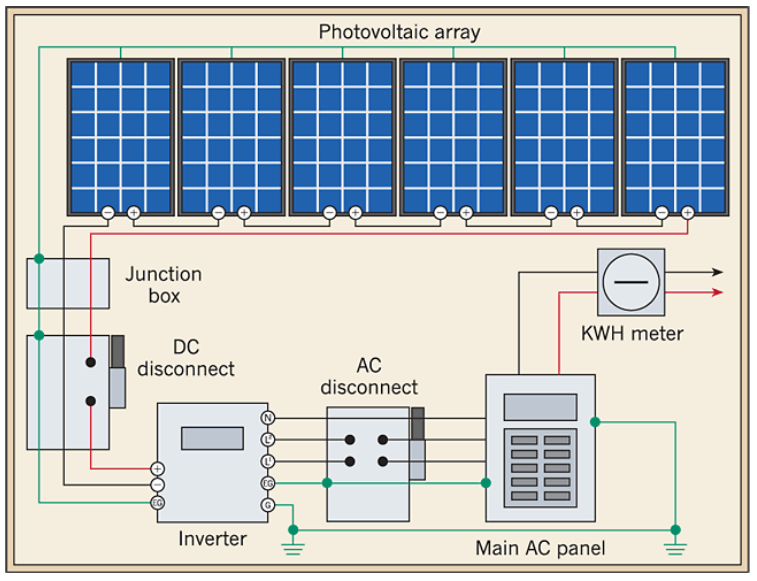 Photovoltaic array
− + − + − + − + − + − +
Junction
box
DC
disconnect
AC
disconnect
KWH meter
N
L²
L¹
EG
G
+
−
EG
Inverter
Main AC panel